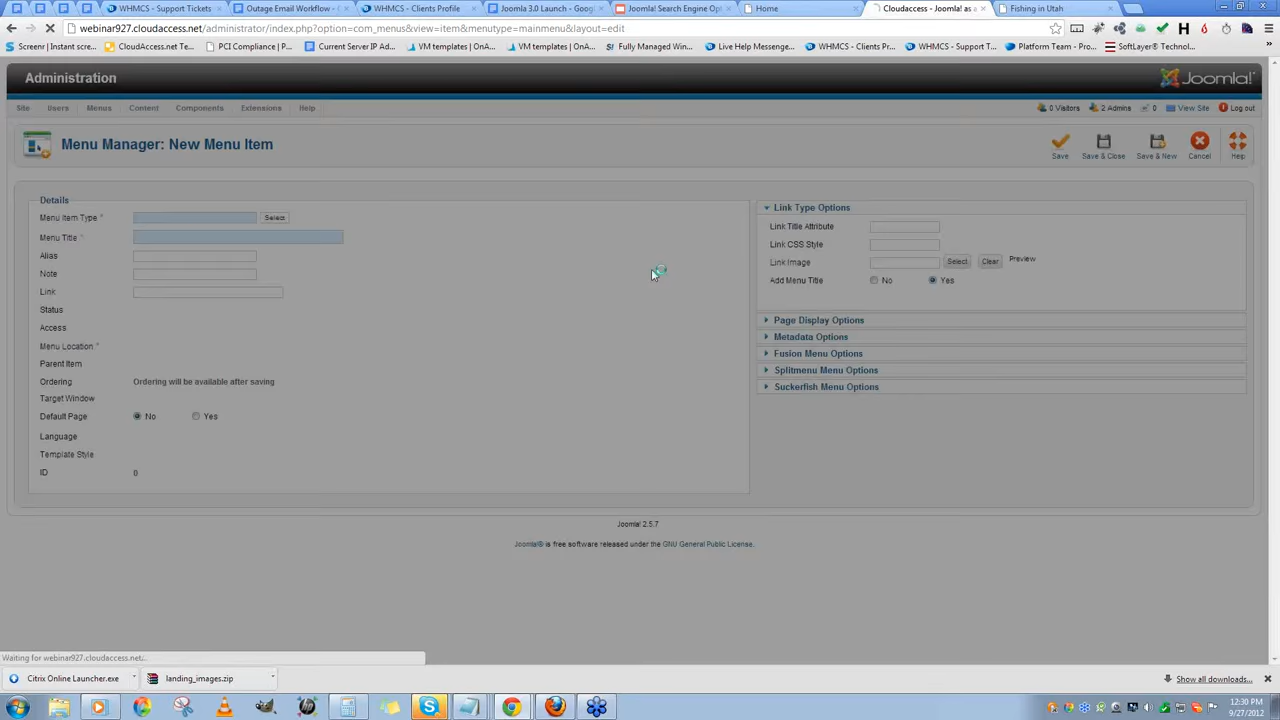 WHMCS - Support Tickets
Outage Email Workflow -
WHMCS - Clients Profile
Joomla 3.0 Launch - Goog
Joomla! Search Engine Opt
Home
Cloudaccess - Joomla! as a
Fishing in Utah
webinar927.cloudaccess.net/administrator/index.php?option=com_menus&view=item&menutype=mainmenu&layout=edit
Screenr | Instant scre...
CloudAccess.net Te...
PCI Compliance | P...
Current Server IP Ad...
VM templates ( OnA...
VM templates ( OnA...
Fully Managed Win...
Live Help Messenge...
WHMCS - Clients Pr...
WHMCS - Support T...
Platform Team - Pro...
SoftLayer® Technol...
Administration
Joomla!
Site
Users
Menus
Content
Components
Extensions
Help
0 Visitors
2 Admins
0
View Site
Log out
Menu Manager: New Menu Item
Save
Save & Close
Save & New
Cancel
Help
Details
Menu Item Type *
Select
Menu Title *
Alias
Note
Link
Status
Access
Menu Location *
Parent Item
Ordering
Ordering will be available after saving
Target Window
Default Page
No
Yes
Language
Template Style
ID
0
Link Type Options
Link Title Attribute
Link CSS Style
Link Image
Select
Clear
Preview
Add Menu Title
No
Yes
Page Display Options
Metadata Options
Fusion Menu Options
Splitmenu Menu Options
Suckerfish Menu Options
Joomla! 2.5.7
Joomla!® is free software released under the GNU General Public License.
Waiting for webinar927.cloudaccess.net...
Citrix Online Launcher.exe
landing_images.zip
Show all downloads...
12:30 PM
9/27/2012